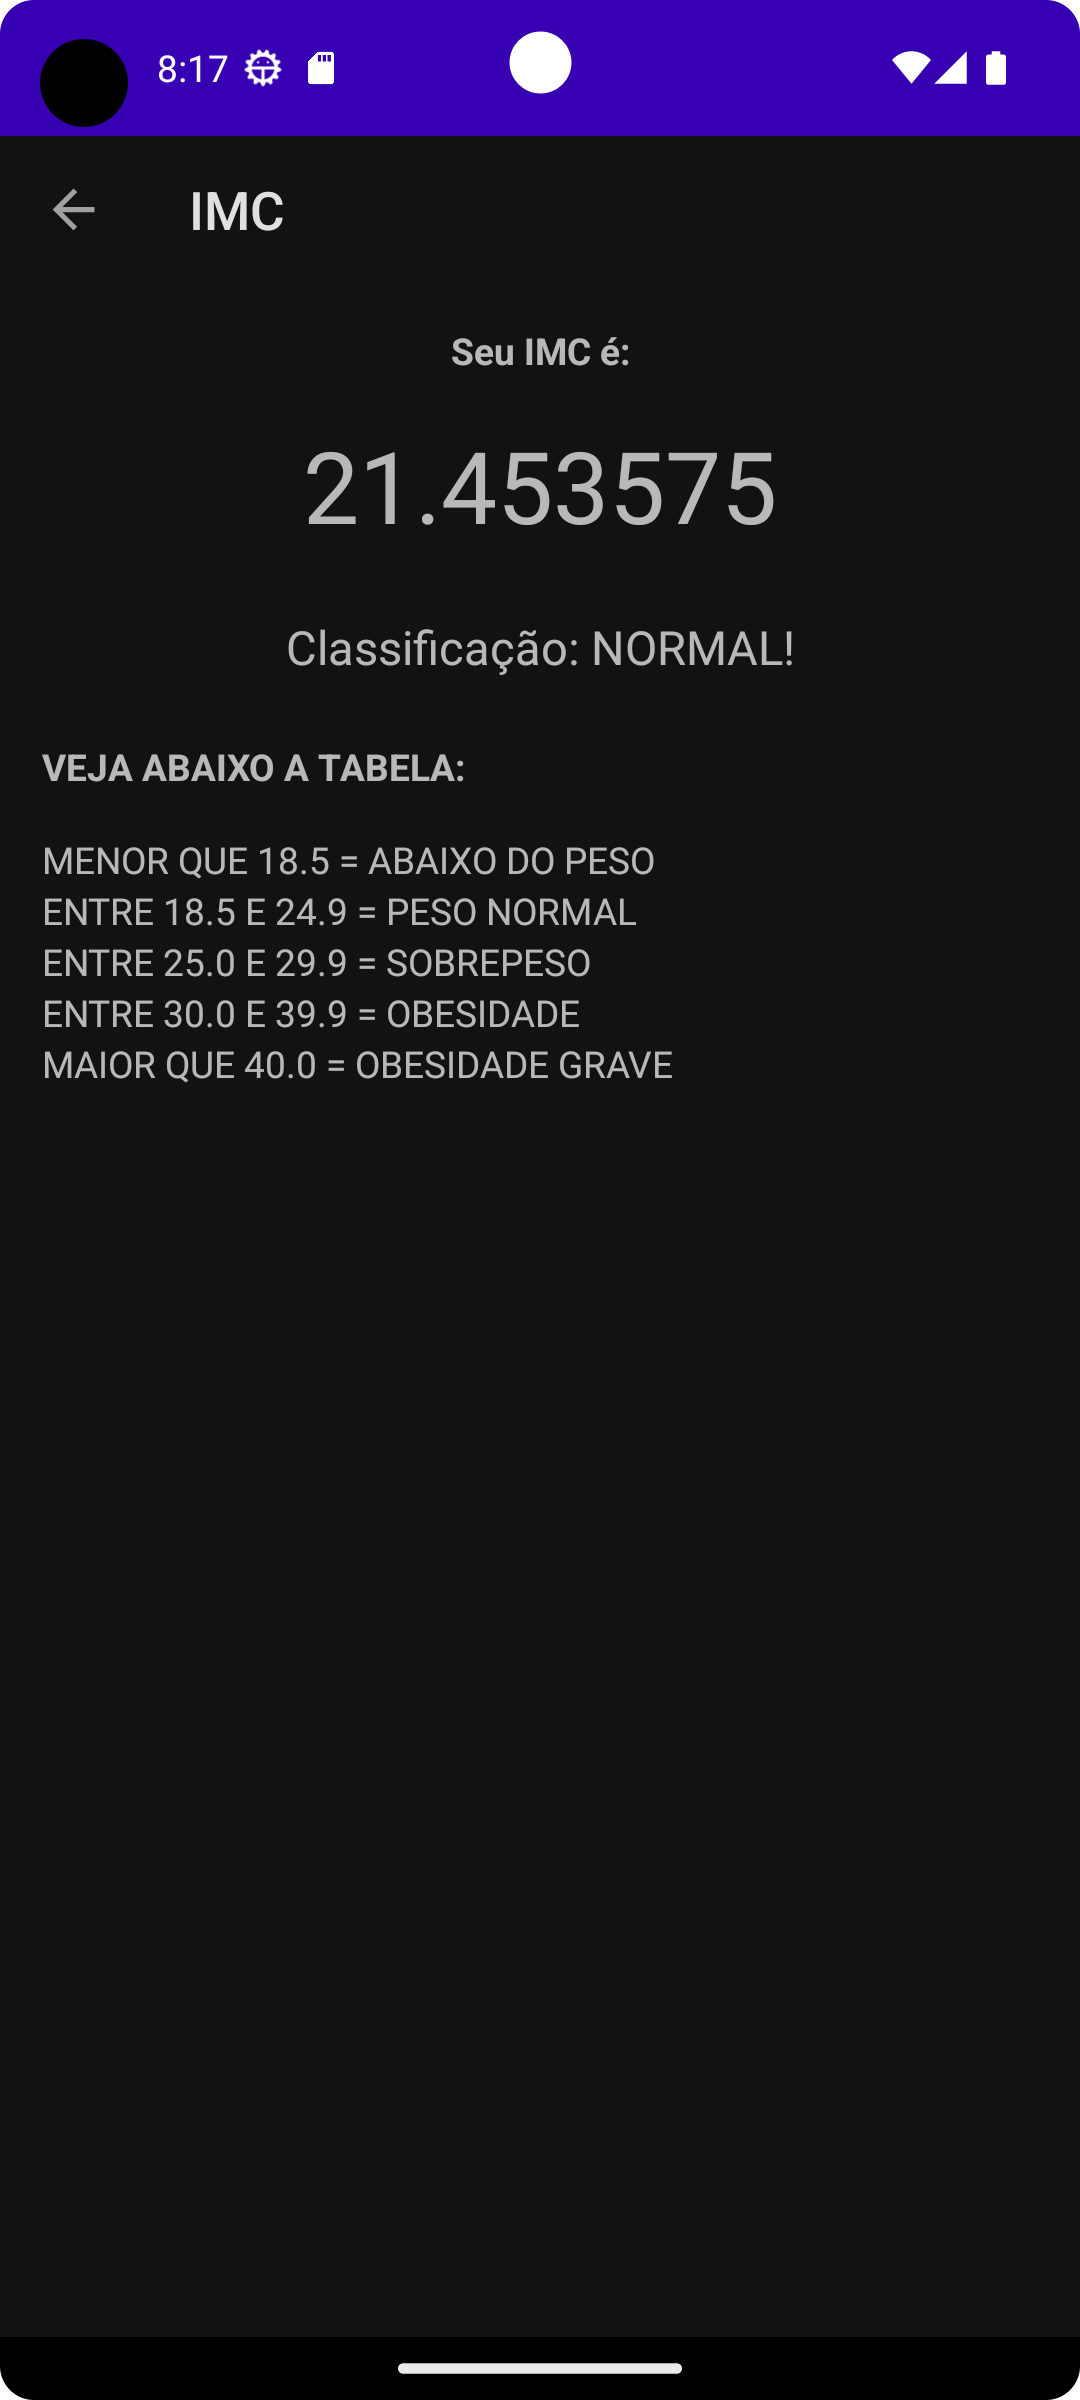 8:17
IMC
Seu IMC é:
21.453575
Classificação: NORMAL!
VEJA ABAIXO A TABELA:
MENOR QUE 18.5 = ABAIXO DO PESO
ENTRE 18.5 E 24.9 = PESO NORMAL
ENTRE 25.0 E 29.9 = SOBREPESO
ENTRE 30.0 E 39.9 = OBESIDADE
MAIOR QUE 40.0 = OBESIDADE GRAVE